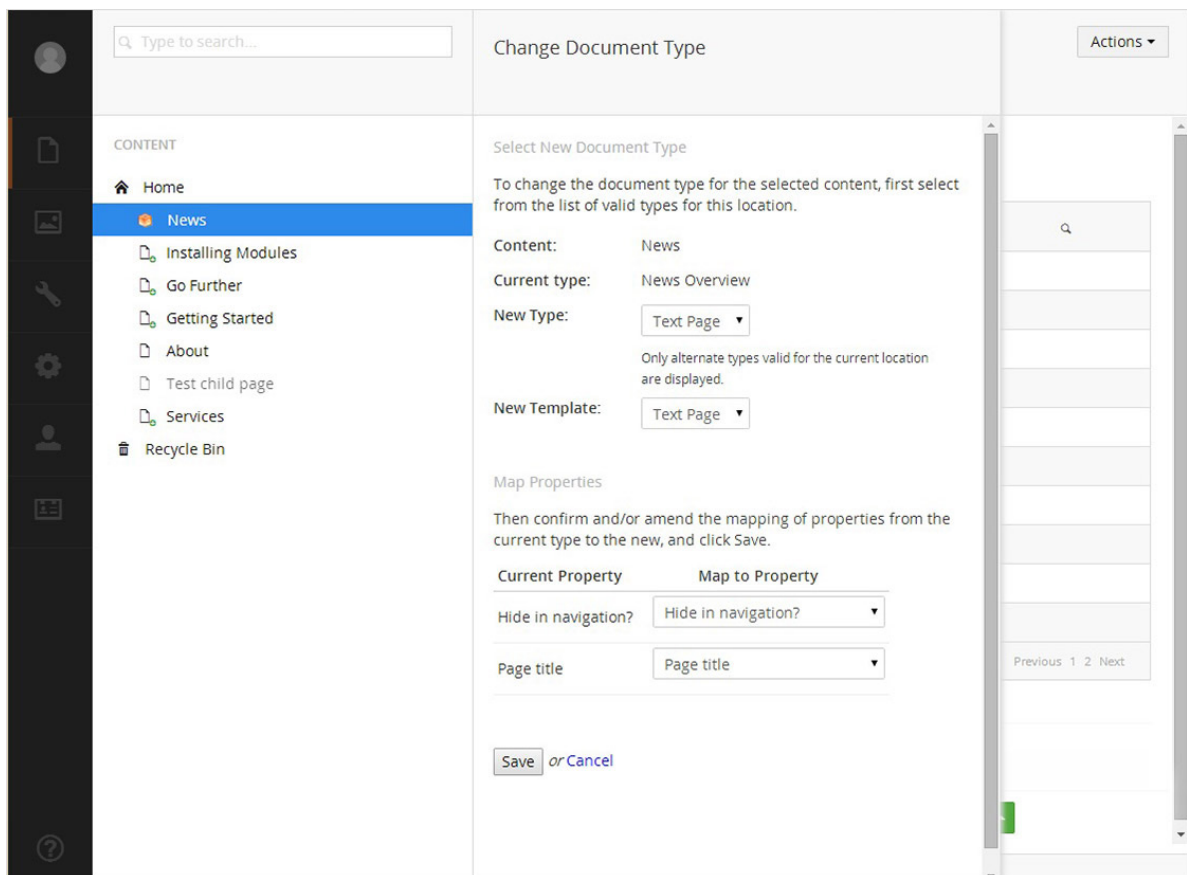 Type to search...
Change Document Type
Actions
CONTENT
Home
News
Installing Modules
Go Further
Getting Started
About
Test child page
Services
Recycle Bin
Select New Document Type
To change the document type for the selected content, first select
from the list of valid types for this location.
Content: News
Current type: News Overview
New Type: Text Page
Only alternate types valid for the current location
are displayed.
New Template: Text Page
Map Properties
Then confirm and/or amend the mapping of properties from the
current type to the new, and click Save.
Current Property Map to Property
Hide in navigation? Hide in navigation?
Page title Page title
Save or Cancel
Previous 1 2 Next